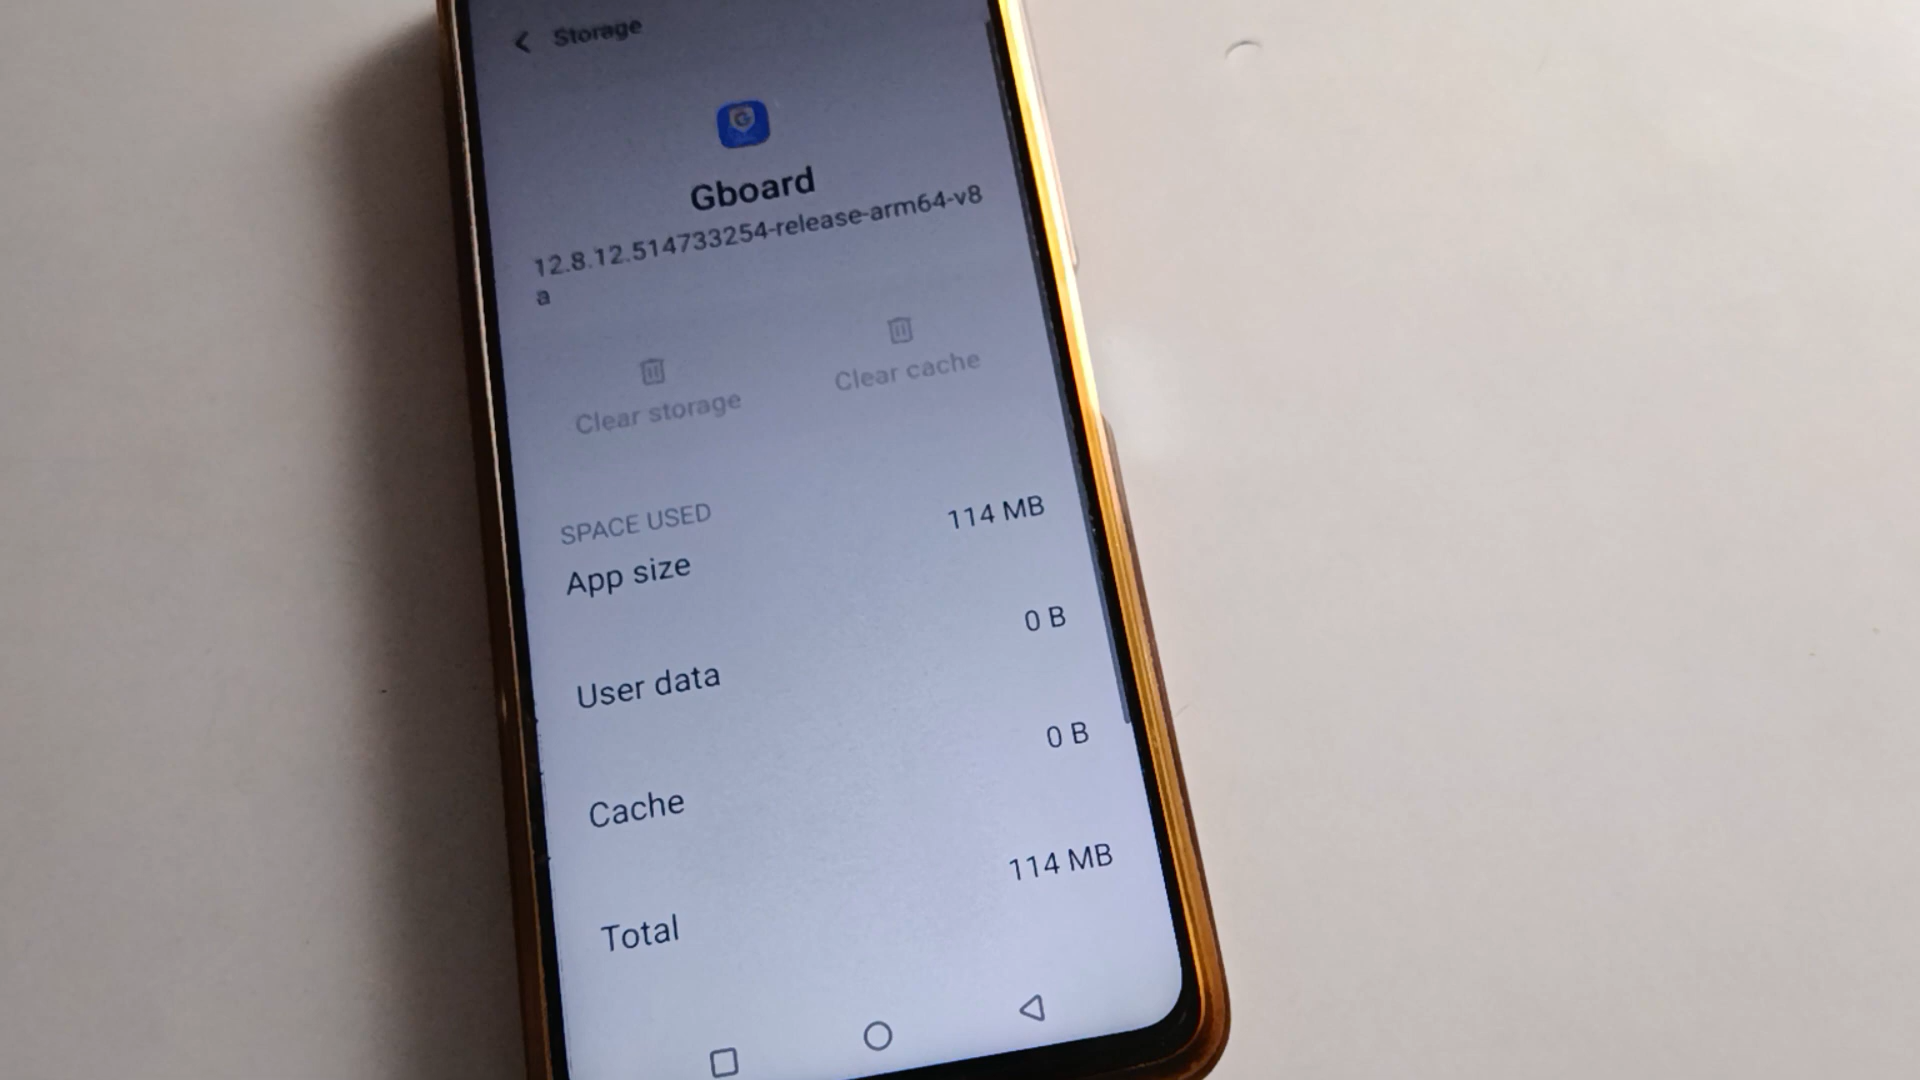 Storage
Gboard
12.8.12.514733254-release-arm64-v8
a
Clear storage
Clear cache
SPACE USED
App size
114 MB
User data
0 B
Cache
0 B
Total
114 MB